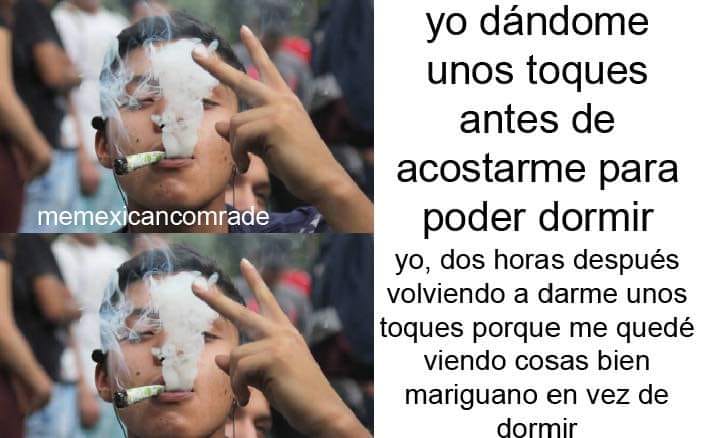 yo dándome
unos toques
antes de
acostarme para
poder dormir
memexicancomrade
yo, dos horas después
volviendo a darme unos
toques porque me quedé
viendo cosas bien
mariguano en vez de
dormir